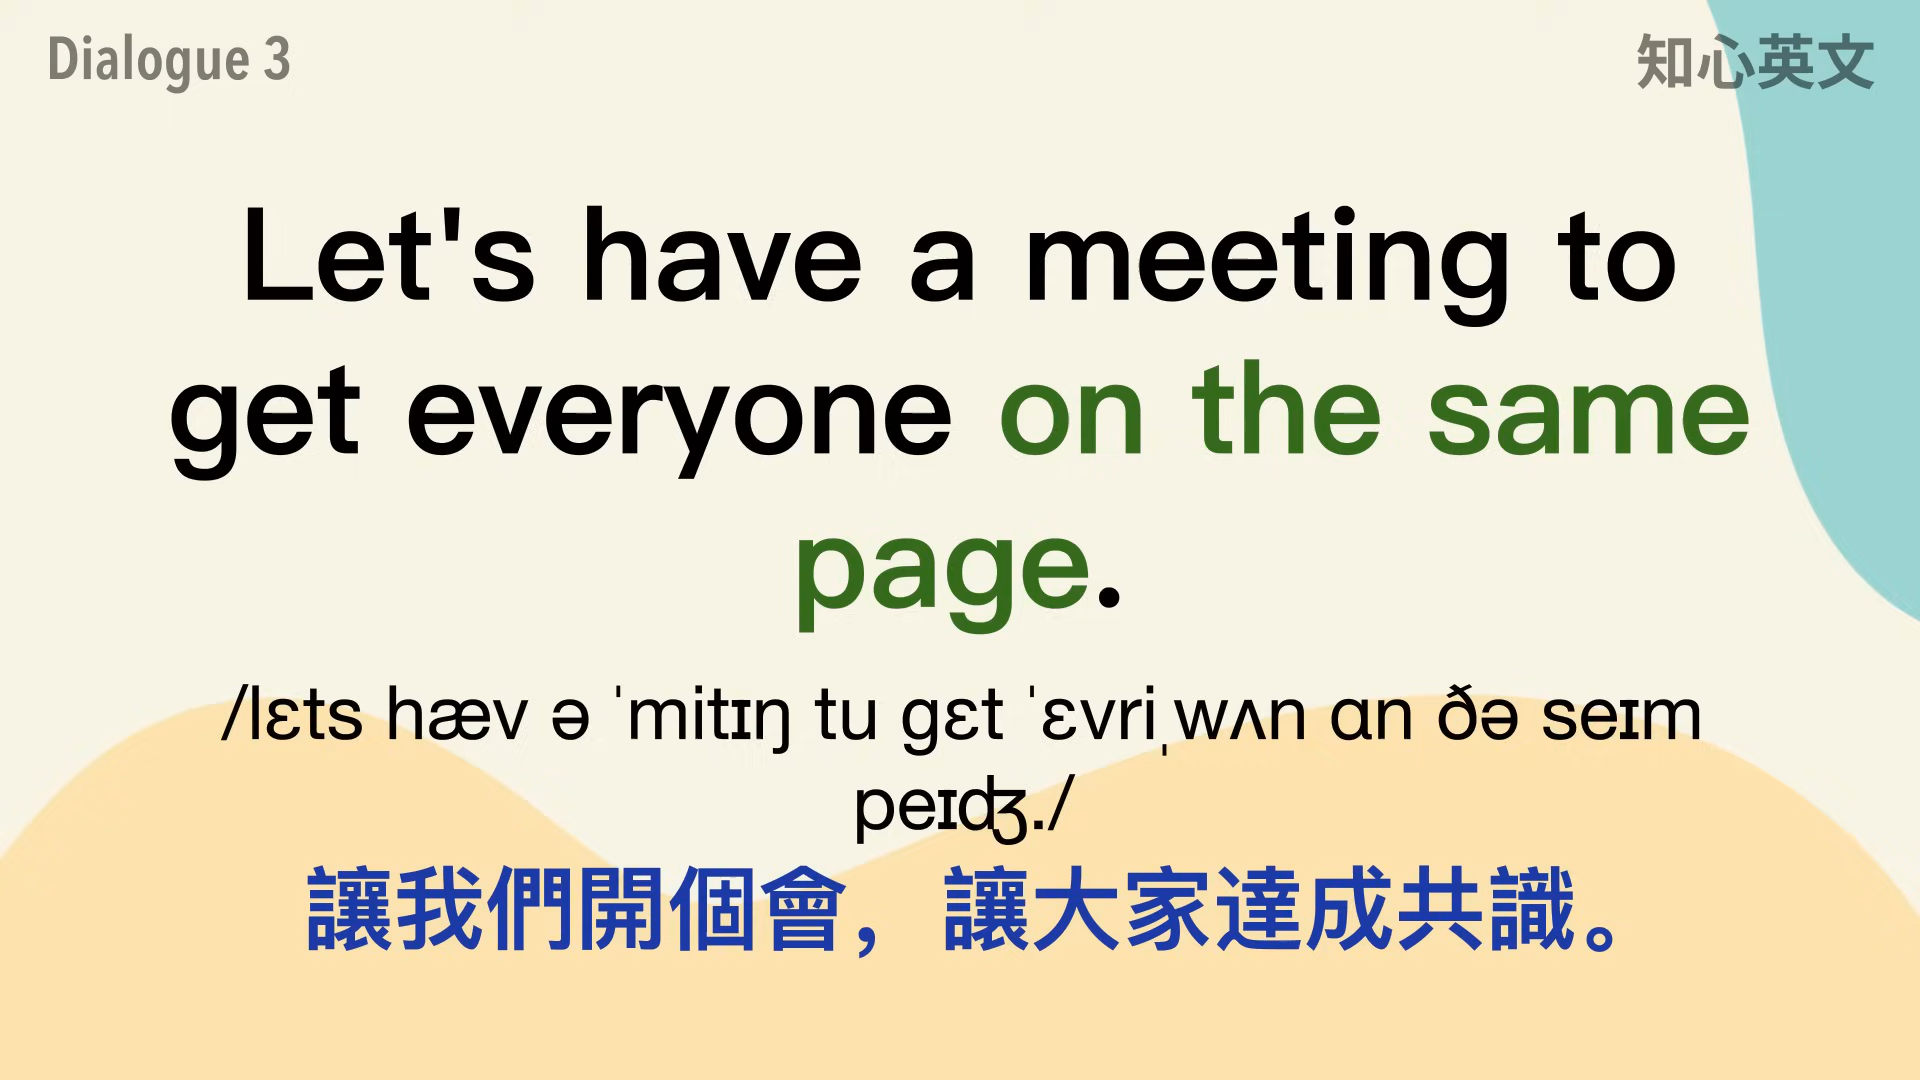 Dialogue 3
知心英文
Let's have a meeting to
get everyone on the same
page.
/lɛts hæv ə ˈmitɪŋ tu gɛt ˈɛvriˌwʌn ɑn ðə seɪm
peɪʤ./
讓我們開個會，讓大家達成共識。